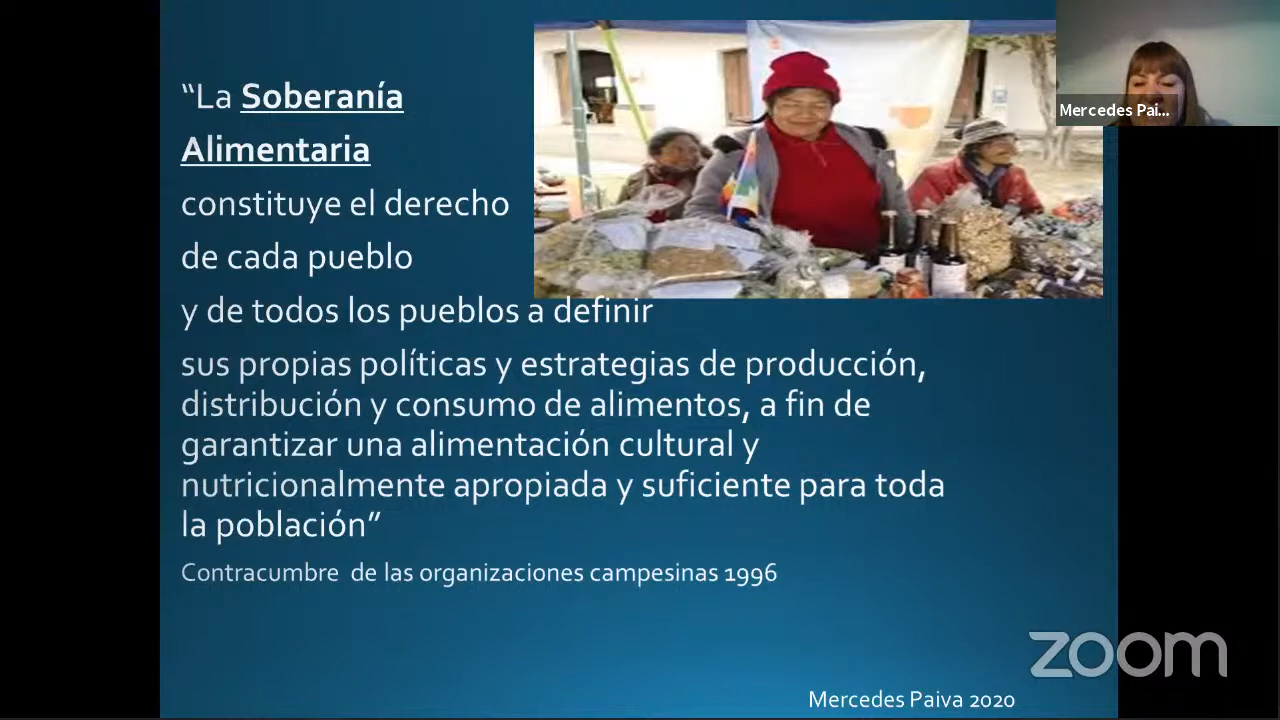 “La Soberanía
Alimentaria
constituye el derecho
de cada pueblo
y de todos los pueblos a definir
sus propias políticas y estrategias de producción,
distribución y consumo de alimentos, a fin de
garantizar una alimentación cultural y
nutricionalmente apropiada y suficiente para toda
la población”
Contracumbre de las organizaciones campesinas 1996
Mercedes Pai...
zoom
Mercedes Paiva 2020